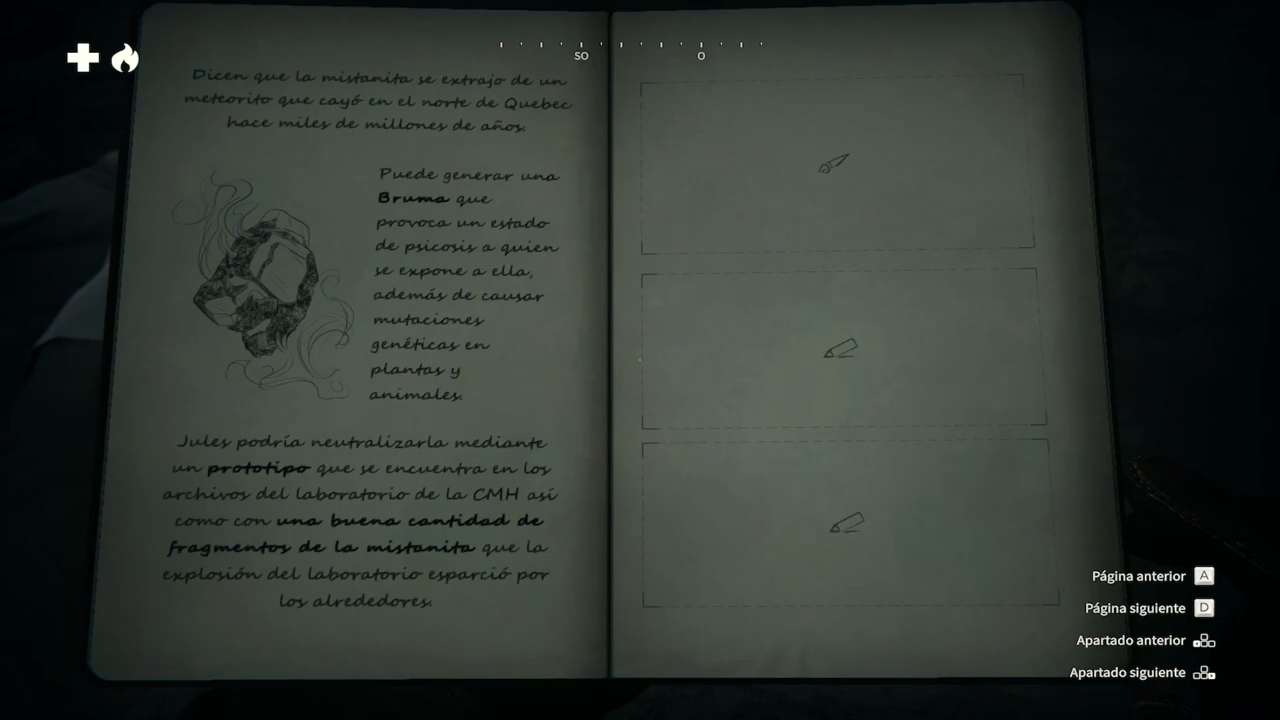 SO
O
Dicen que la mistanita se extrajo de un
meteorito que cayó en el norte de Quebec
hace miles de millones de años.
Puede generar una
Bruma que
provoca un estado
de psicosis a quien
se expone a ella,
además de causar
mutaciones
genéticas en
plantas y
animales.
Jules podría neutralizarla mediante
un prototipo que se encuentra en los
archivos del laboratorio de la CMH así
como con una buena cantidad de
fragmentos de la mistanita que la
explosión del laboratorio esparció por
los alrededores.
Página anterior A
Página siguiente D
Apartado anterior
Apartado siguiente